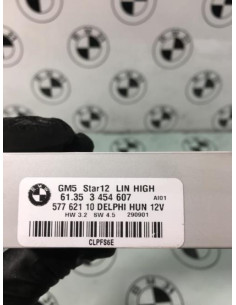 GM5 Star12 LIN HIGH
61.35 3 454 607 AI01
577 621 10 DELPHI HUN 12V
HW 3.2 SW 4.5 290901
CLPFS6E